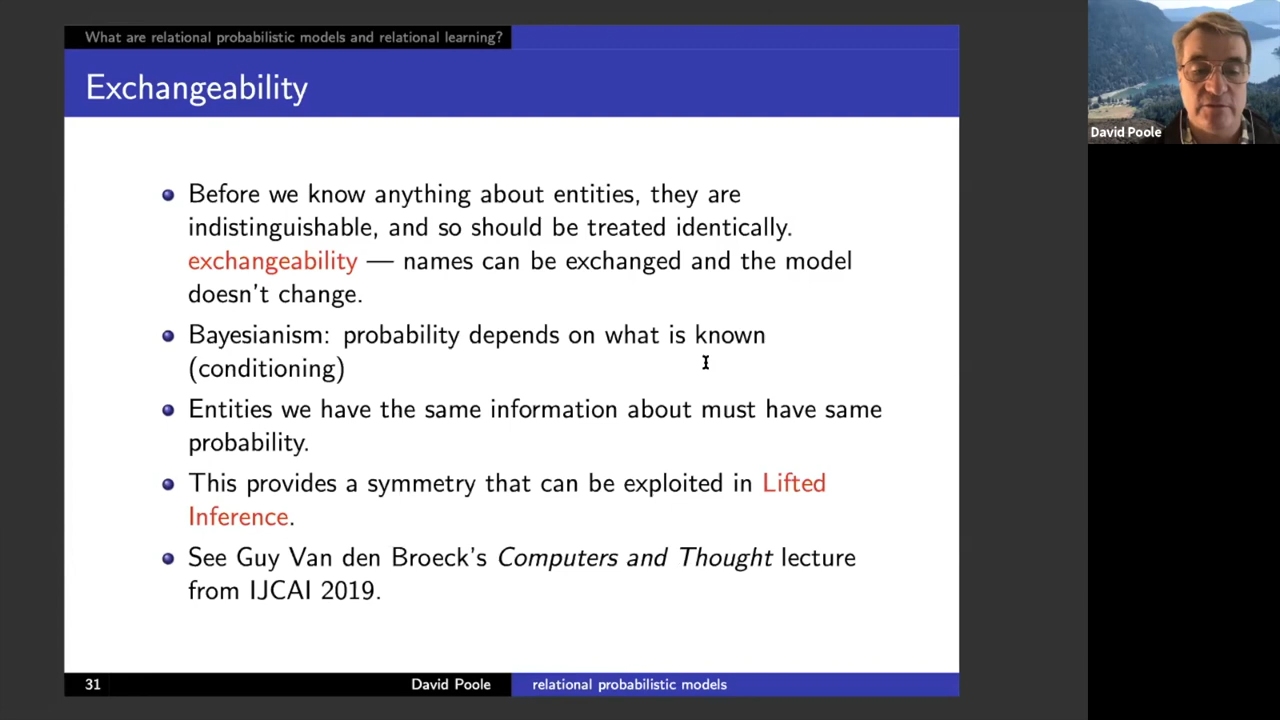 What are relational probabilistic models and relational learning?
Exchangeability
Before we know anything about entities, they are
indistinguishable, and so should be treated identically.
exchangeability — names can be exchanged and the model
doesn't change.
Bayesianism: probability depends on what is known
(conditioning)
Entities we have the same information about must have same
probability.
This provides a symmetry that can be exploited in Lifted
Inference.
See Guy Van den Broeck's Computers and Thought lecture
from IJCAI 2019.
31 David Poole relational probabilistic models
David Poole